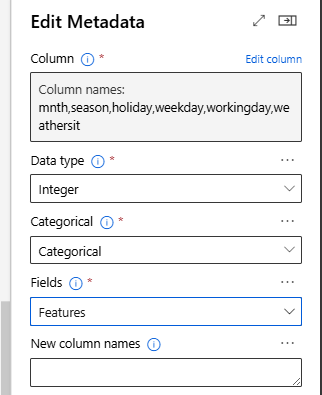 Edit Metadata
Column * Edit column
Column names:
mnth,season,holiday,weekday,workingday,we
athersit
Data type *
Integer
Categorical *
Categorical
Fields *
Features
New column names